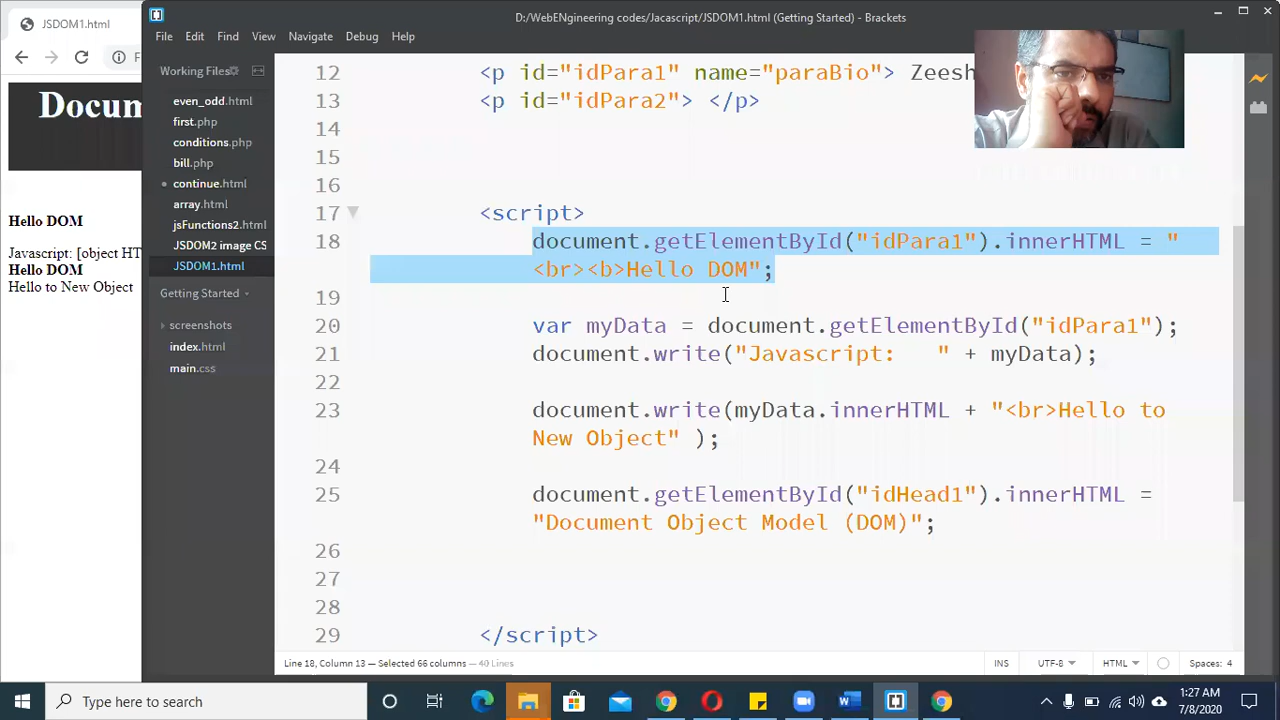 JSDOM1.html
D:/WebENgineering codes/Jacascript/JSDOM1.html (Getting Started) - Brackets
File Edit Find View Navigate Debug Help
Docum
Hello DOM
Javascript: [object HT
Hello DOM
Hello to New Object
Working Files
even_odd.html
first.php
conditions.php
bill.php
continue.html
array.html
jsFunctions2.html
JSDOM2 image CS
JSDOM1.html
Getting Started
screenshots
index.html
main.css
12 <p id="idPara1" name="paraBio"> Zeesh
13 <p id="idPara2"> </p>
14
15
16
17 <script>
18 document.getElementById("idPara1").innerHTML = "
<br><b>Hello DOM";
19
20 var myData = document.getElementById("idPara1");
21 document.write("Javascript:   " + myData);
22
23 document.write(myData.innerHTML + "<br>Hello to
New Object" );
24
25 document.getElementById("idHead1").innerHTML =
"Document Object Model (DOM)";
26
27
28
29 </script>
Line 18, Column 13 — Selected 66 columns — 40 Lines
INS UTF-8 HTML Spaces: 4
Type here to search
1:27 AM
7/8/2020